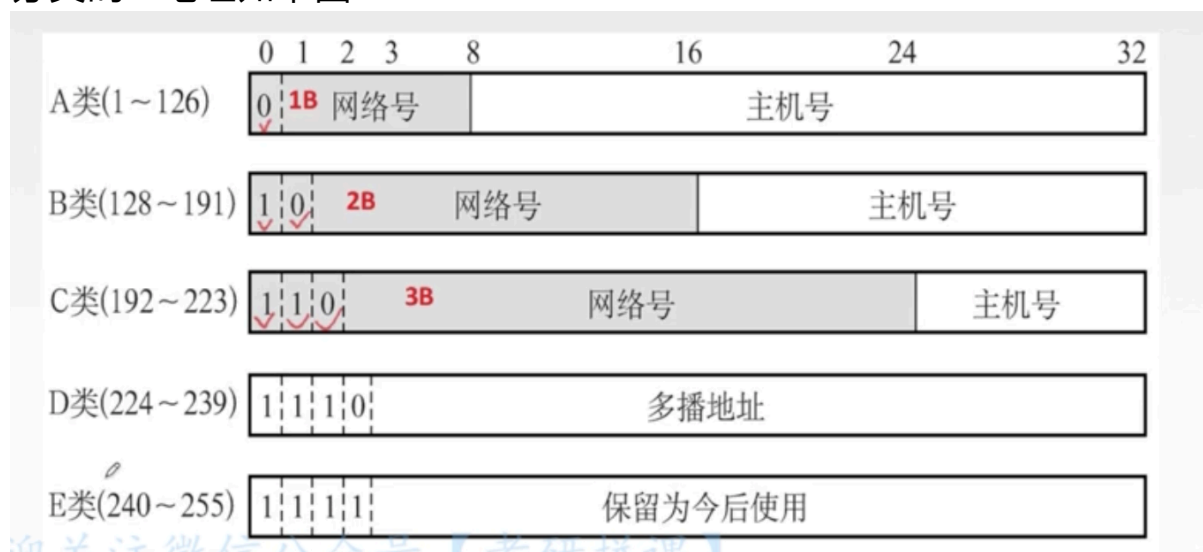 0 1 2 3 8 16 24 32
A类(1～126) 0 1B 网络号 主机号
B类(128～191) 1 0 2B 网络号 主机号
C类(192～223) 1 1 0 3B 网络号 主机号
D类(224～239) 1 1 1 0 多播地址
E类(240～255) 1 1 1 1 保留为今后使用